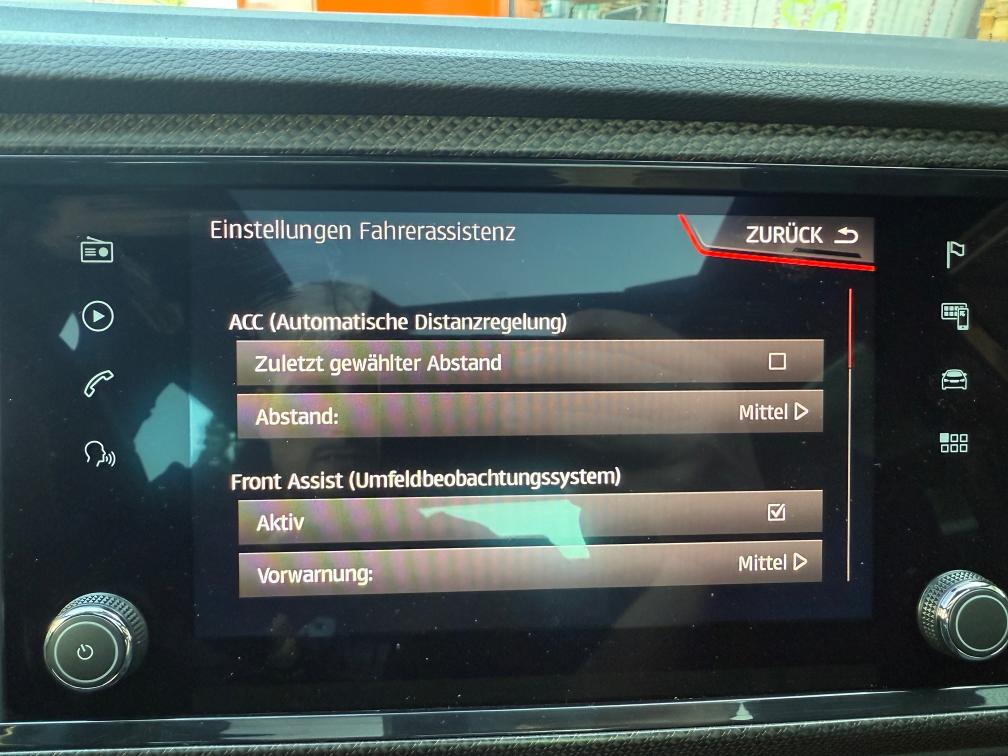 Einstellungen Fahrerassistenz
ZURÜCK
ACC (Automatische Distanzregelung)
Zuletzt gewählter Abstand
Abstand: Mittel
Front Assist (Umfeldbeobachtungssystem)
Aktiv
Vorwarnung: Mittel